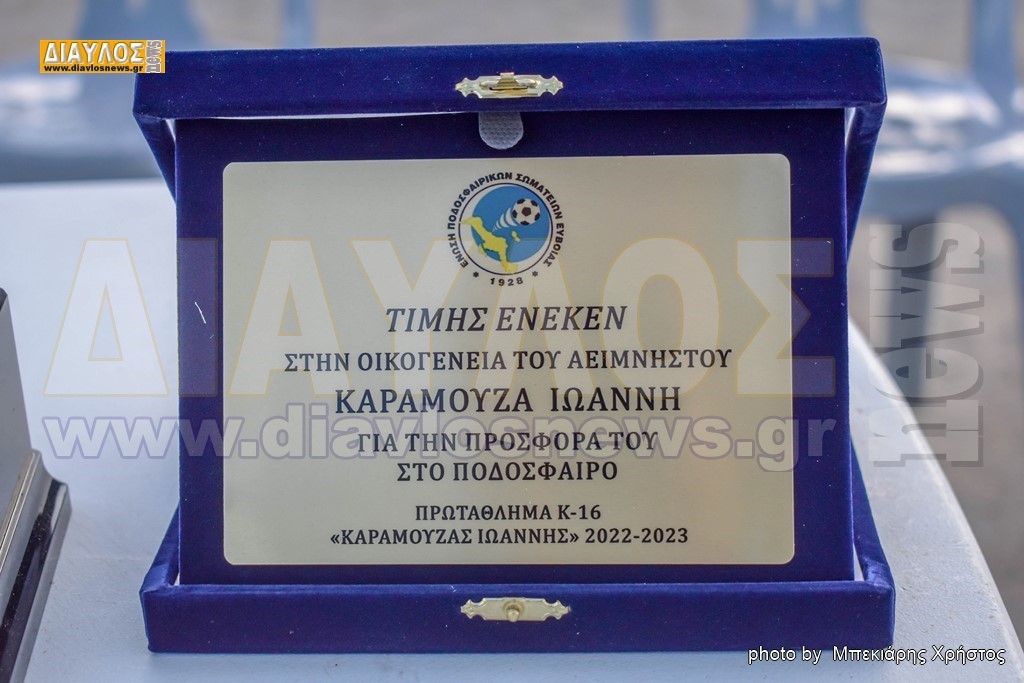 ΔΙΑΥΛΟΣ news
www.diavlosnews.gr
ΕΝΩΣΗ ΠΟΔΟΣΦΑΙΡΙΚΩΝ ΣΩΜΑΤΕΙΩΝ ΕΥΒΟΙΑΣ
* 1928 *
ΤΙΜΗΣ ΕΝΕΚΕΝ
ΣΤΗΝ ΟΙΚΟΓΕΝΕΙΑ ΤΟΥ ΑΕΙΜΝΗΣΤΟΥ
ΚΑΡΑΜΟΥΖΑ ΙΩΑΝΝΗ
ΓΙΑ ΤΗΝ ΠΡΟΣΦΟΡΑ ΤΟΥ
ΣΤΟ ΠΟΔΟΣΦΑΙΡΟ
ΠΡΩΤΑΘΛΗΜΑ Κ-16
«ΚΑΡΑΜΟΥΖΑΣ ΙΩΑΝΝΗΣ» 2022-2023
ΔΙΑΥΛΟΣ news
www.diavlosnews.gr
photo by Μπεκιάρης Χρήστος